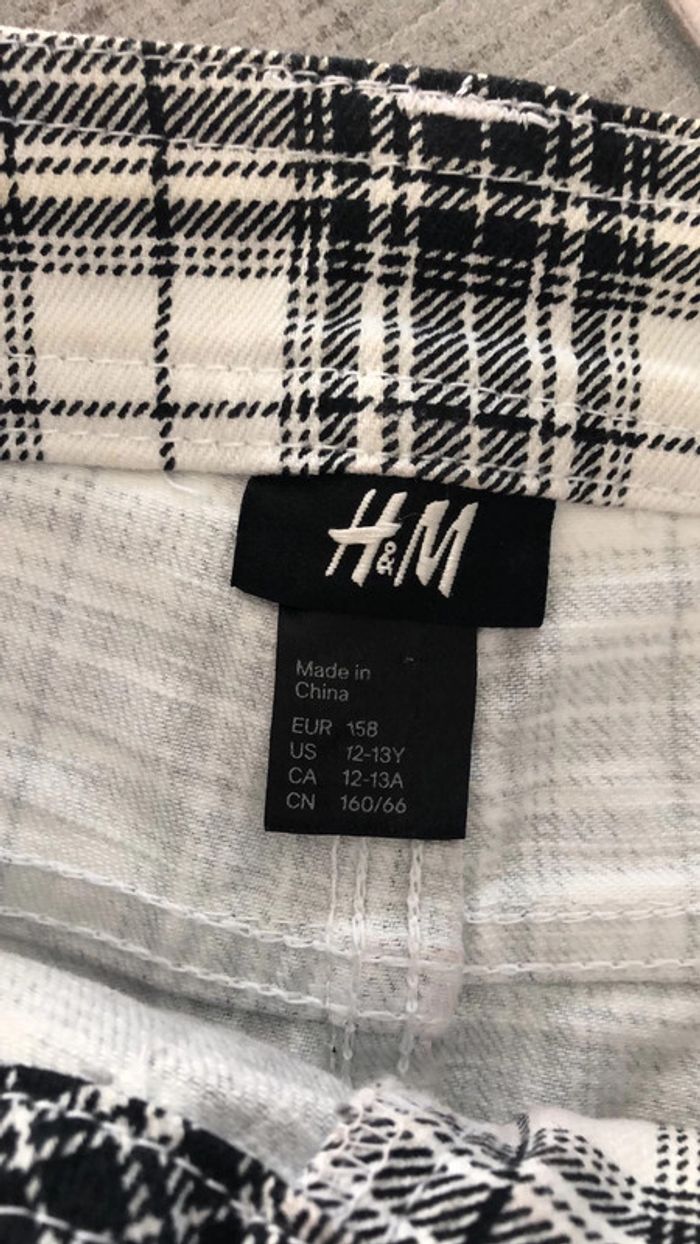 H&M
Made in
China
EUR 158
US 12-13Y
CA 12-13A
CN 160/66